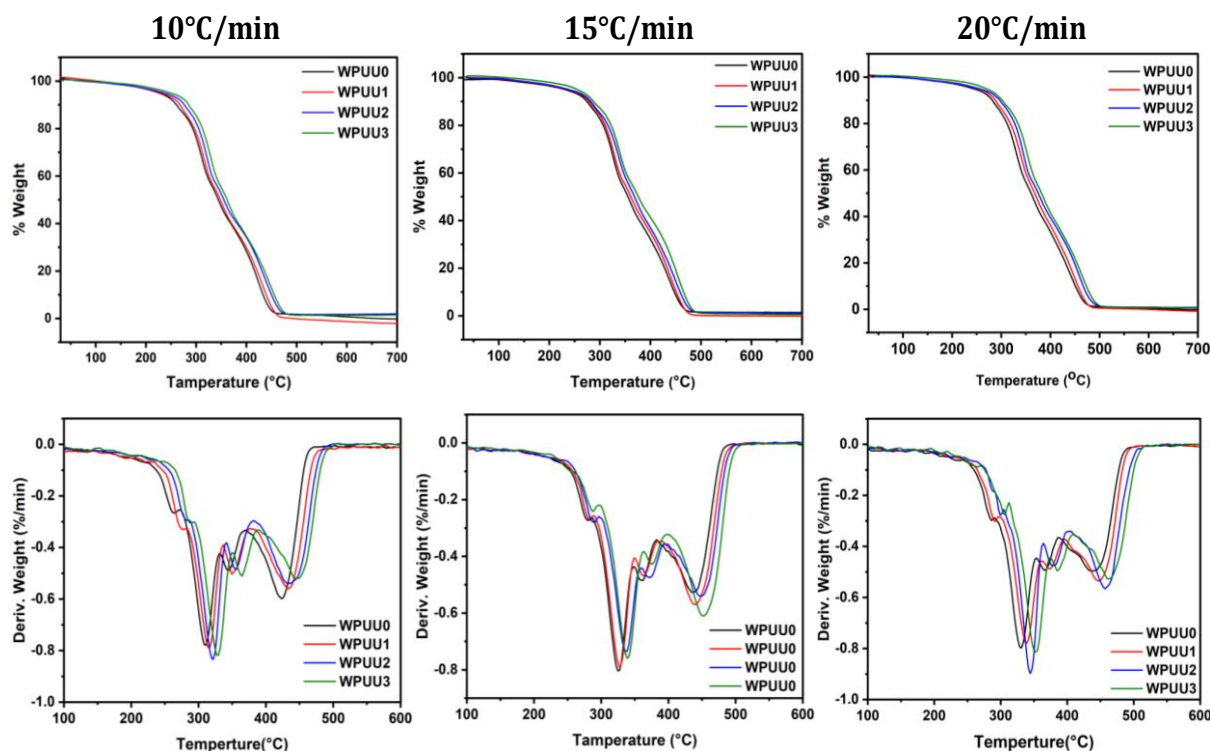 10°C/min
15°C/min
20°C/min
% Weight
100
80
60
40
20
0
WPUU0
WPUU1
WPUU2
WPUU3
100 200 300 400 500 600 700
Tamperature (°C)
% Weight
100
80
60
40
20
0
WPUU0
WPUU1
WPUU2
WPUU3
100 200 300 400 500 600 700
Temperature (°C)
% Weight
100
80
60
40
20
0
WPUU0
WPUU1
WPUU2
WPUU3
100 200 300 400 500 600 700
Temperature (OC)
Deriv. Weight (%/min)
0.0
-0.2
-0.4
-0.6
-0.8
-1.0
WPUU0
WPUU1
WPUU2
WPUU3
100 200 300 400 500 600
Temperture(°C)
Deriv. Weight (%/min)
0.0
-0.2
-0.4
-0.6
-0.8
WPUU0
WPUU0
WPUU0
WPUU0
100 200 300 400 500 600
Tamperature (°C)
Deriv. Weight (%/min)
0.0
-0.2
-0.4
-0.6
-0.8
-1.0
WPUU0
WPUU1
WPUU2
WPUU3
100 200 300 400 500 600
Temperture(°C)